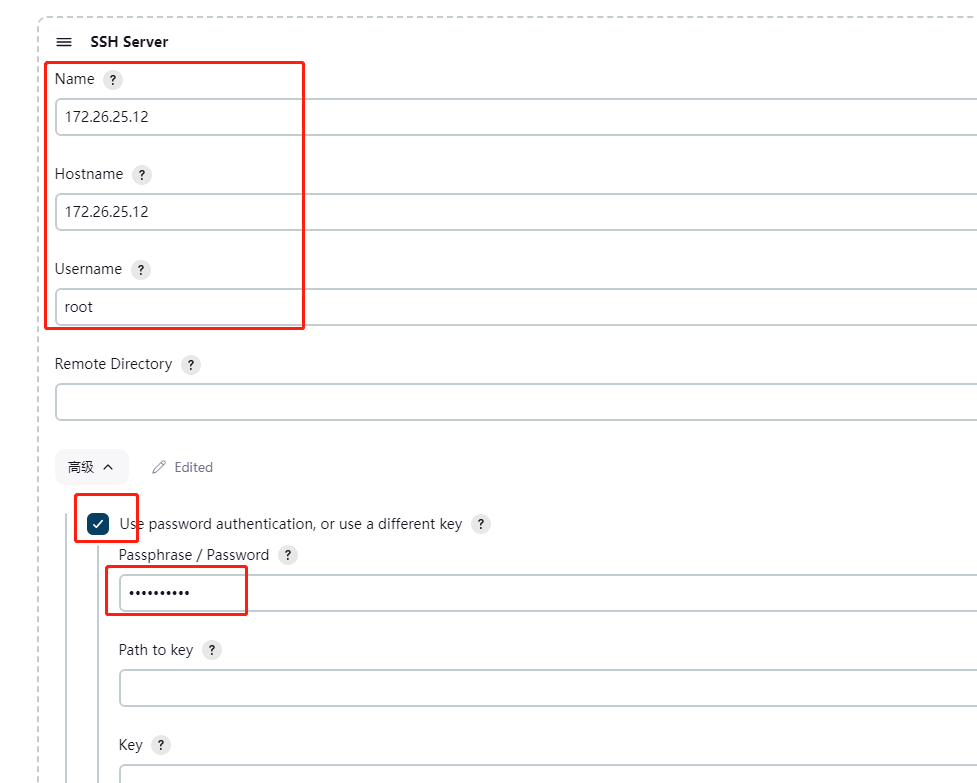 SSH Server
Name ?
172.26.25.12
Hostname ?
172.26.25.12
Username ?
root
Remote Directory ?
高级 Edited
Use password authentication, or use a different key ?
Passphrase / Password ?
••••••••••
Path to key ?
Key ?